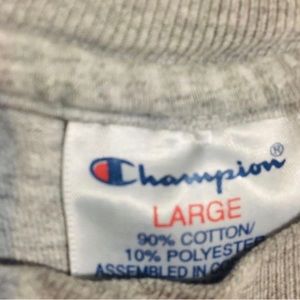 Champion®
LARGE
90% COTTON/
10% POLYESTER
ASSEMBLED IN